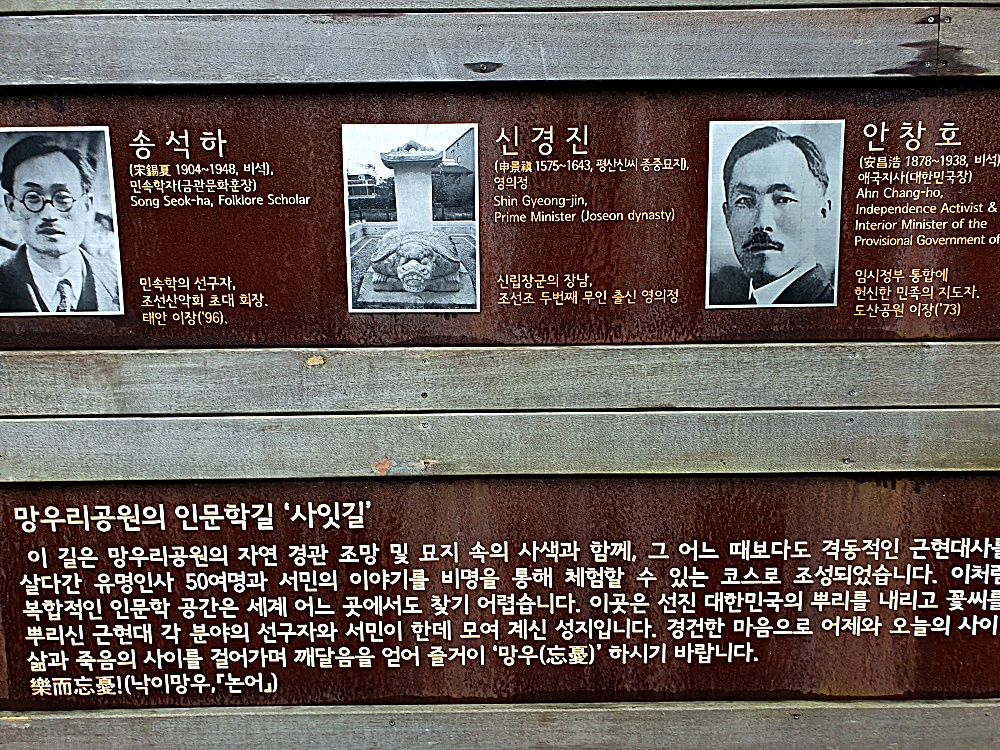 송석하
(宋錫夏 1904~1948, 비석),
민속학자(금관문화훈장)
Song Seok-ha, Folklore Scholar
민속학의 선구자,
조선산악회 초대 회장.
태안 이장('96).
신경진
(申景禛 1575~1643, 평산신씨 중종묘지),
영의정
Shin Gyeong-jin,
Prime Minister (Joseon dynasty)
신립장군의 장남,
조선조 두번째 무인 출신 영의정
안창호
(安昌浩 1878~1938, 비석)
애국지사(대한민국장)
Ahn Chang-ho,
Independence Activist &
Interior Minister of the
Provisional Government of
임시정부 통합에
헌신한 민족의 지도자.
도산공원 이장('73)
망우리공원의 인문학길 '사잇길'
이 길은 망우리공원의 자연 경관 조망 및 묘지 속의 사색과 함께, 그 어느 때보다도 격동적인 근현대사를
살다간 유명인사 50여명과 서민의 이야기를 비명을 통해 체험할 수 있는 코스로 조성되었습니다. 이처럼
복합적인 인문학 공간은 세계 어느 곳에서도 찾기 어렵습니다. 이곳은 선진 대한민국의 뿌리를 내리고 꽃씨를
뿌리신 근현대 각 분야의 선구자와 서민이 한데 모여 계신 성지입니다. 경건한 마음으로 어제와 오늘의 사이
삶과 죽음의 사이를 걸어가며 깨달음을 얻어 즐거이 '망우(忘憂)' 하시기 바랍니다.
樂而忘憂!(낙이망우,『논어』)